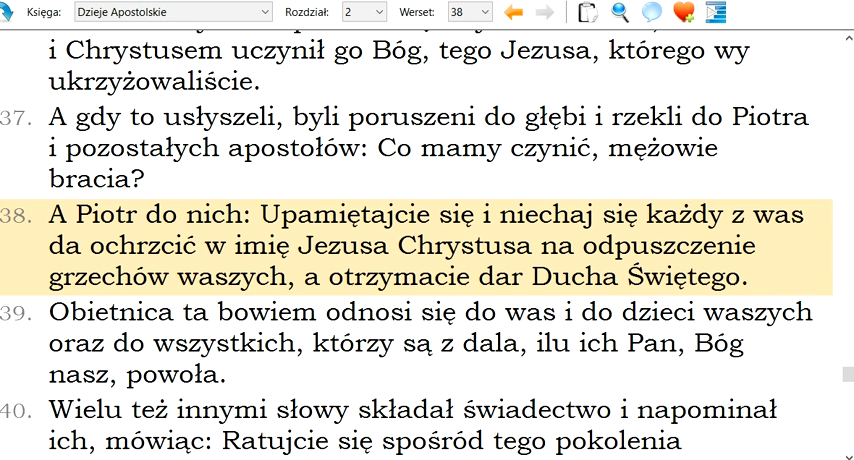 Księga: Dzieje Apostolskie Rozdział: 2 Werset: 38
i Chrystusem uczynił go Bóg, tego Jezusa, którego wy
ukrzyżowaliście.
37. A gdy to usłyszeli, byli poruszeni do głębi i rzekli do Piotra
i pozostałych apostołów: Co mamy czynić, mężowie
bracia?
38. A Piotr do nich: Upamiętajcie się i niechaj się każdy z was
da ochrzcić w imię Jezusa Chrystusa na odpuszczenie
grzechów waszych, a otrzymacie dar Ducha Świętego.
39. Obietnica ta bowiem odnosi się do was i do dzieci waszych
oraz do wszystkich, którzy są z dala, ilu ich Pan, Bóg
nasz, powoła.
40. Wielu też innymi słowy składał świadectwo i napominał
ich, mówiąc: Ratujcie się spośród tego pokolenia